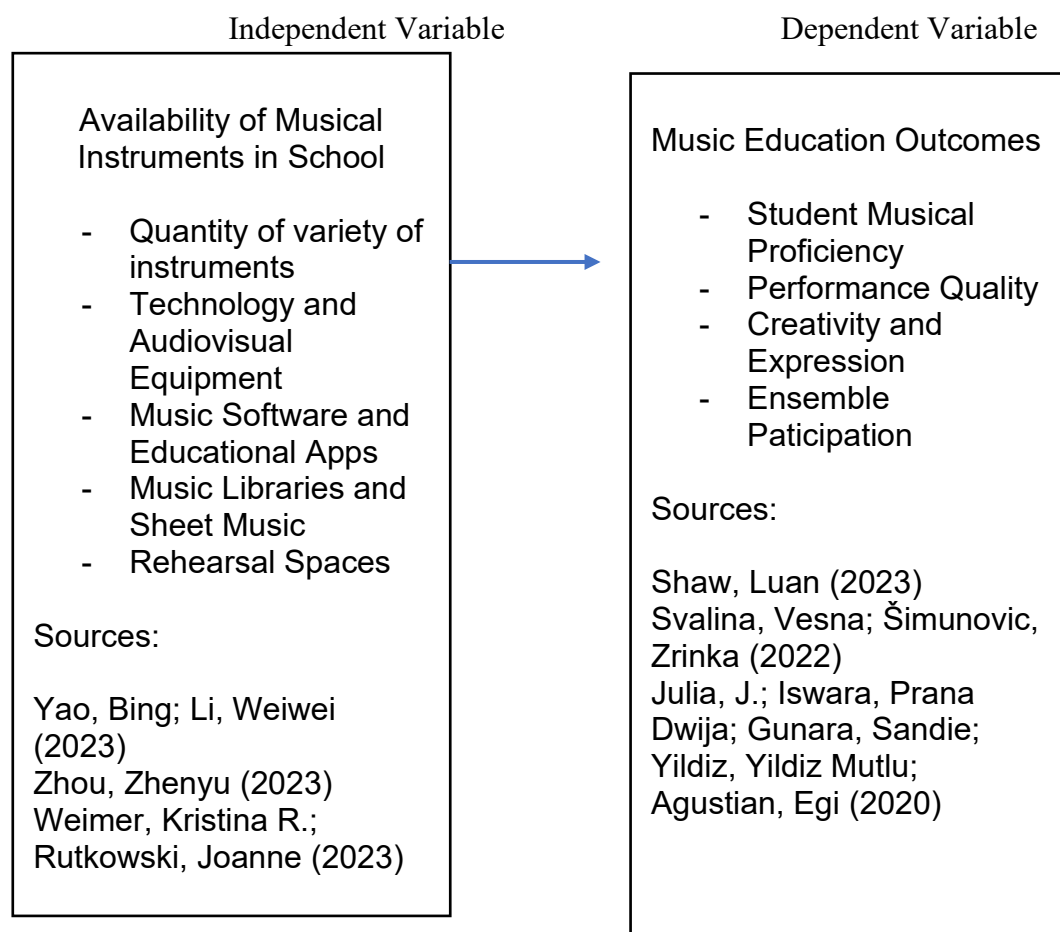 Independent Variable
Dependent Variable
Availability of Musical
Instruments in School
- Quantity of variety of
instruments
- Technology and
Audiovisual
Equipment
- Music Software and
Educational Apps
- Music Libraries and
Sheet Music
- Rehearsal Spaces
Sources:
Yao, Bing; Li, Weiwei
(2023)
Zhou, Zhenyu (2023)
Weimer, Kristina R.;
Rutkowski, Joanne (2023)
Music Education Outcomes
- Student Musical
Proficiency
- Performance Quality
- Creativity and
Expression
- Ensemble
Paticipation
Sources:
Shaw, Luan (2023)
Svalina, Vesna; Šimunovic,
Zrinka (2022)
Julia, J.; Iswara, Prana
Dwija; Gunara, Sandie;
Yildiz, Yildiz Mutlu;
Agustian, Egi (2020)